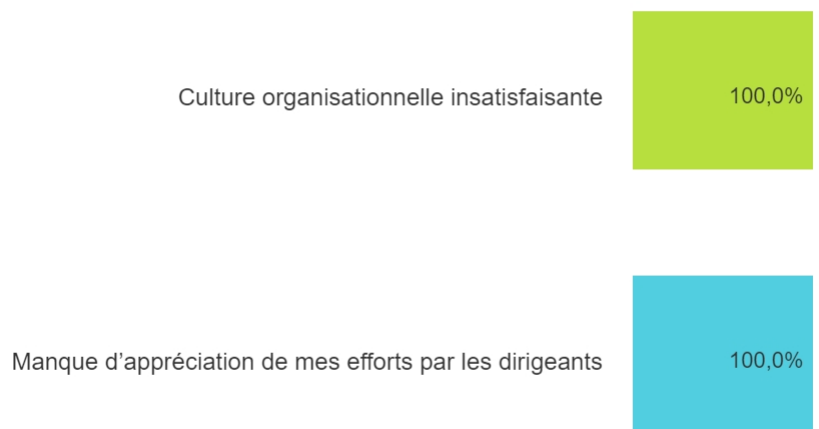 Culture organisationnelle insatisfaisante 100,0%
Manque d’appréciation de mes efforts par les dirigeants 100,0%